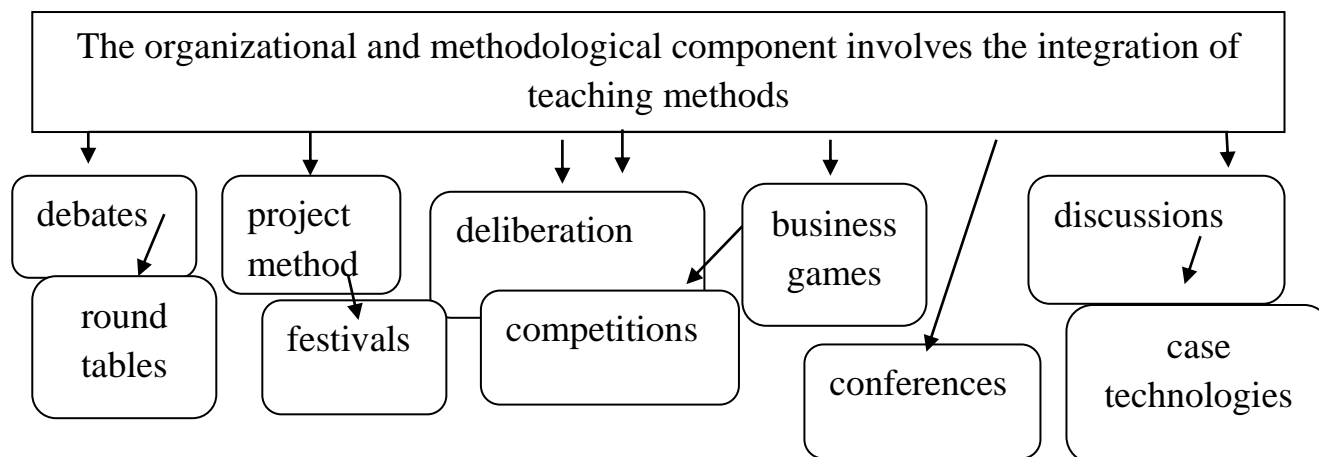 The organizational and methodological component involves the integration of
teaching methods
debates
project
method
deliberation
business
games
discussions
round
tables
festivals
competitions
conferences
case
technologies